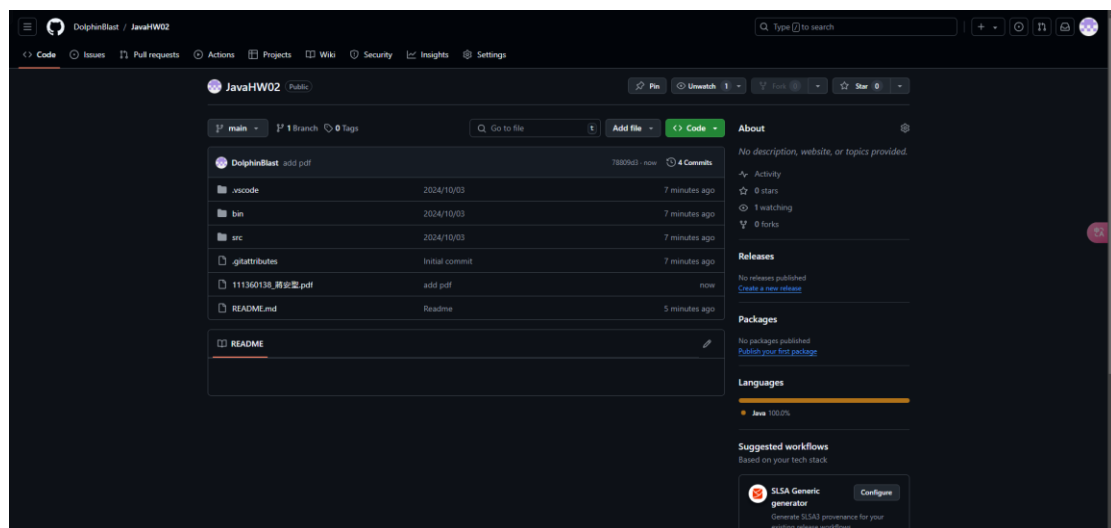 DolphinBlast / JavaHW02
Type / to search
Code Issues Pull requests Actions Projects Wiki Security Insights Settings
JavaHW02 Public
Pin Unwatch 1 Fork 0 Star 0
main 1 Branch 0 Tags Go to file t Add file Code
DolphinBlast add pdf 78809d3 · now 4 Commits
.vscode 2024/10/03 7 minutes ago
bin 2024/10/03 7 minutes ago
src 2024/10/03 7 minutes ago
.gitattributes Initial commit 7 minutes ago
111360138_蔣史聖.pdf add pdf now
README.md Readme 5 minutes ago
README
About
No description, website, or topics provided.
Activity
0 stars
1 watching
0 forks
Releases
No releases published
Create a new release
Packages
No packages published
Publish your first package
Languages
Java 100.0%
Suggested workflows
Based on your tech stack
SLSA Generic
generator
Configure
Generate SLSA3 provenance for your
existing release workflows